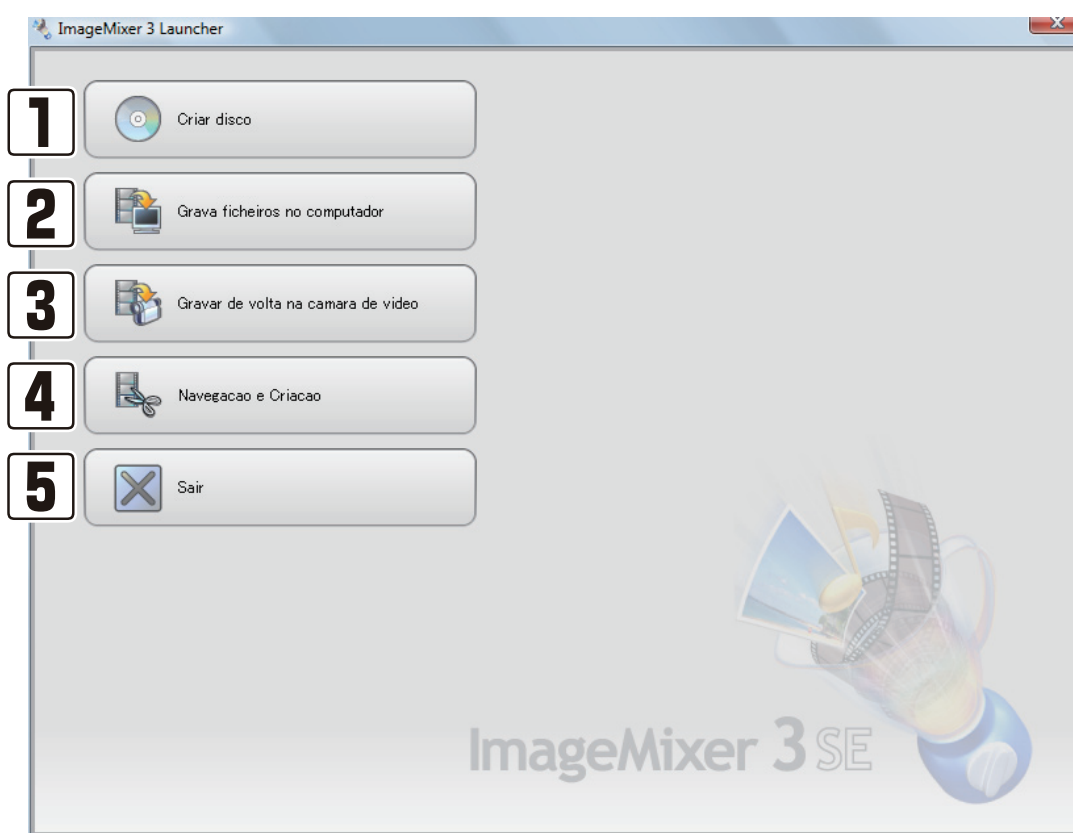 ImageMixer 3 Launcher
1
Criar disco
2
Grava ficheiros no computador
3
Gravar de volta na camara de video
4
Navegacao e Criacao
5
Sair
ImageMixer 3 SE